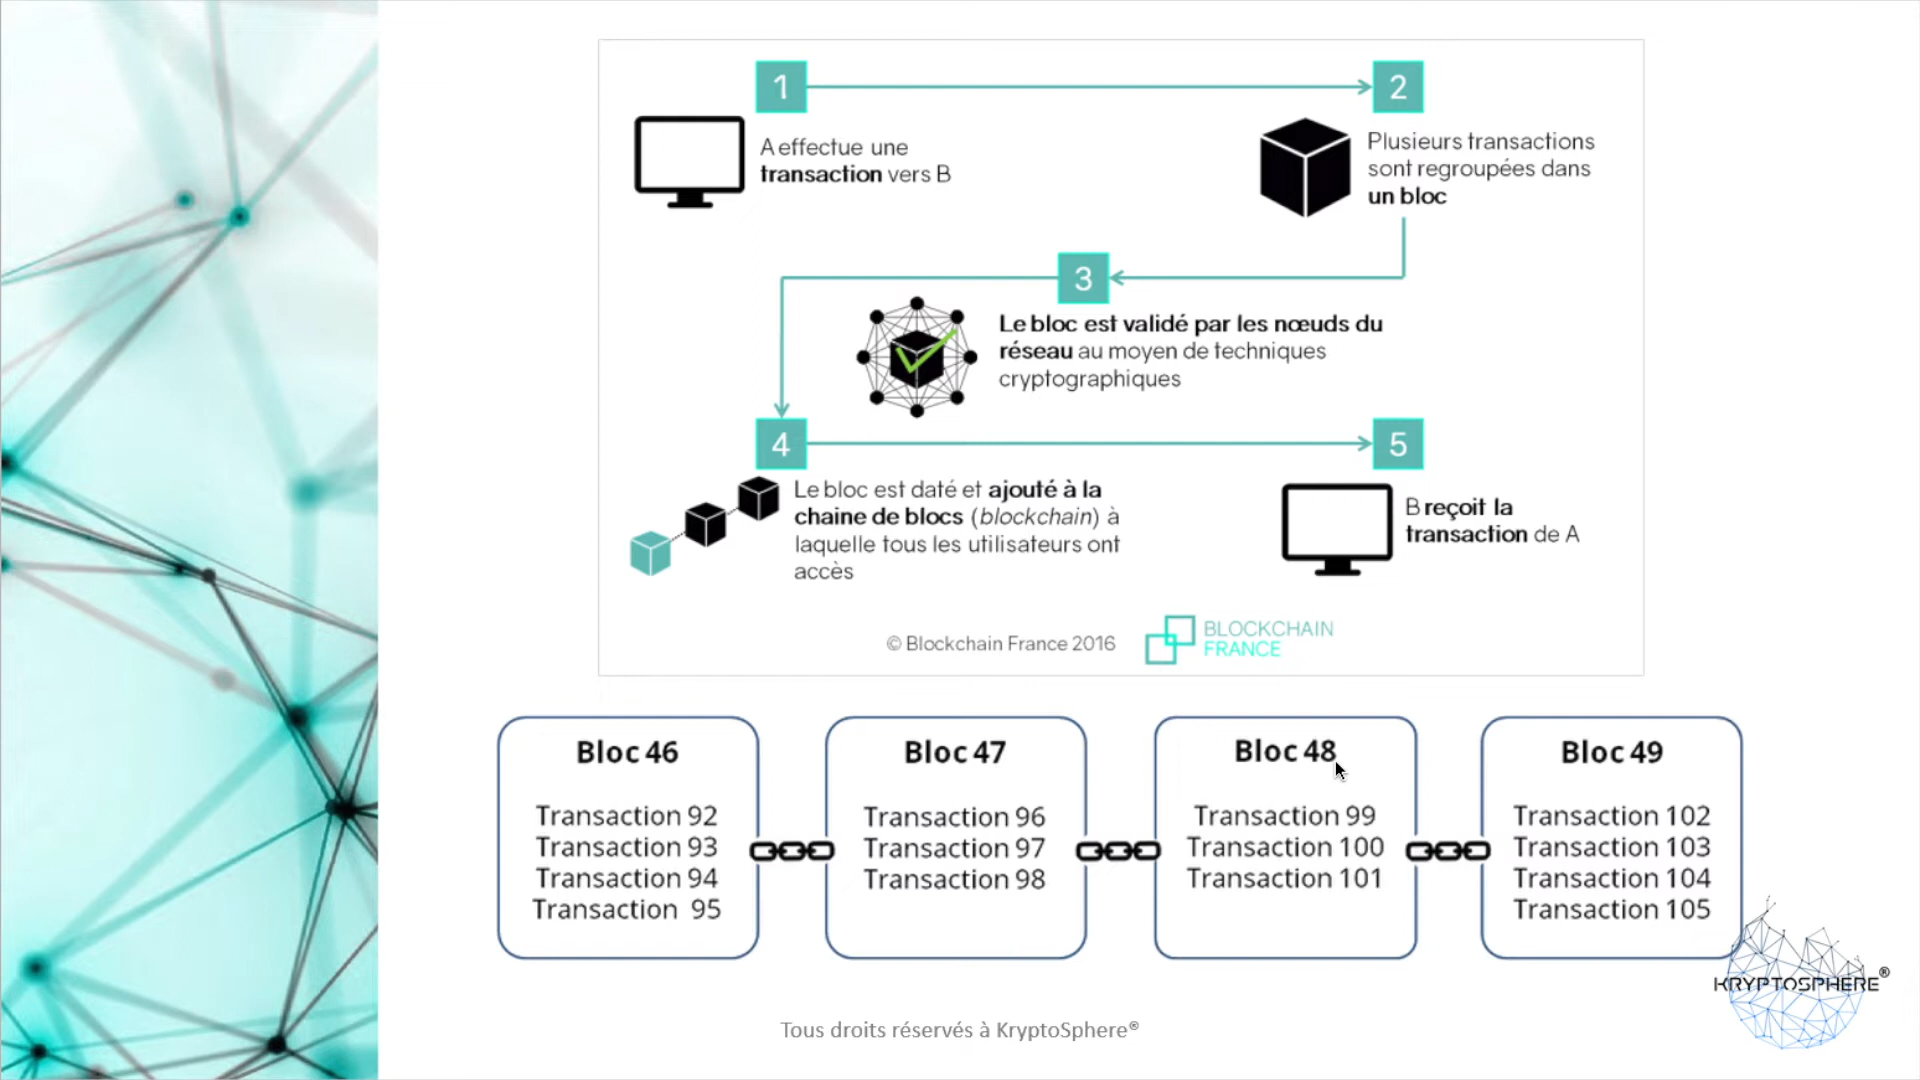 1
2
A effectue une
transaction vers B
Plusieurs transactions
sont regroupées dans
un bloc
3
Le bloc est validé par les nœuds du
réseau au moyen de techniques
cryptographiques
4
5
Le bloc est daté et ajouté à la
chaine de blocs (blockchain) à
laquelle tous les utilisateurs ont
accès
B reçoit la
transaction de A
© Blockchain France 2016
BLOCKCHAIN
FRANCE
Bloc 46
Transaction 92
Transaction 93
Transaction 94
Transaction 95
Bloc 47
Transaction 96
Transaction 97
Transaction 98
Bloc 48
Transaction 99
Transaction 100
Transaction 101
Bloc 49
Transaction 102
Transaction 103
Transaction 104
Transaction 105
KRYPTOSPHERE®
Tous droits réservés à KryptoSphere®